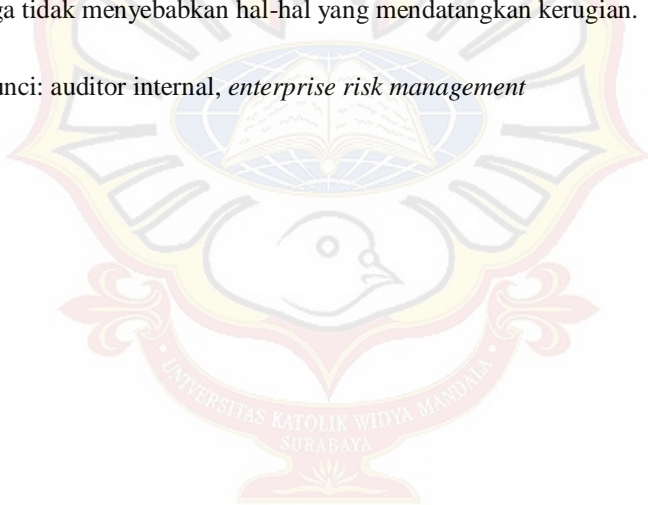 ga tidak menyebabkan hal-hal yang mendatangkan kerugian.
unci: auditor internal, enterprise risk management
UNIVERSITAS KATOLIK WIDYA MANDALA
SURABAYA